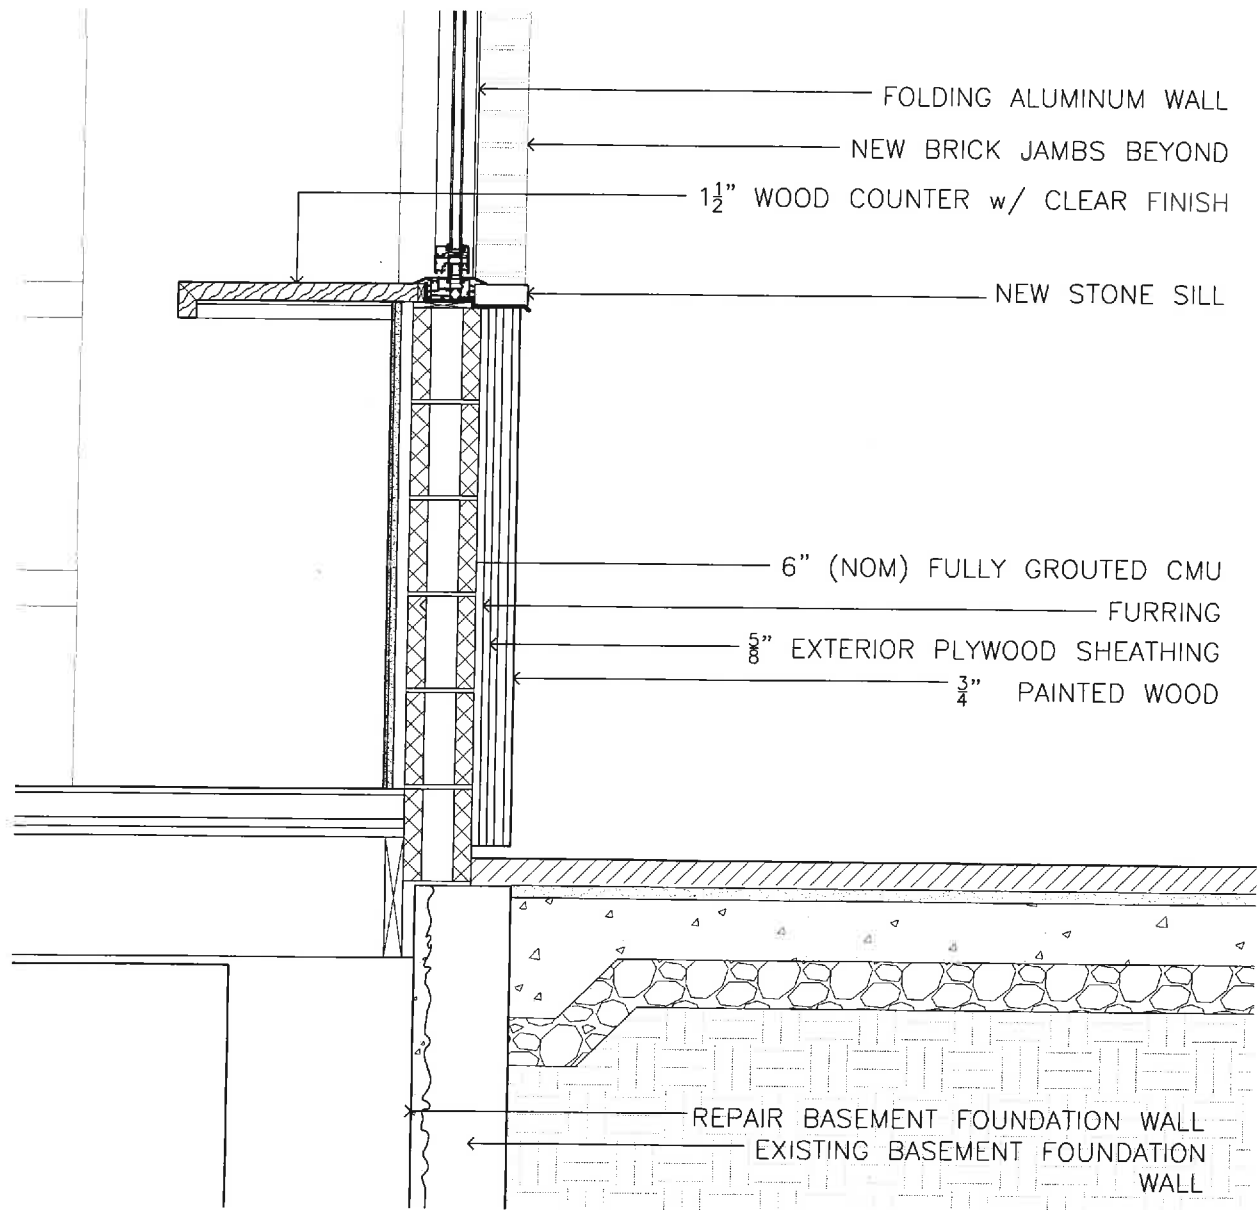 FOLDING ALUMINUM WALL
NEW BRICK JAMBS BEYOND
1 1/2" WOOD COUNTER w/ CLEAR FINISH
NEW STONE SILL
6" (NOM) FULLY GROUTED CMU
FURRING
5/8" EXTERIOR PLYWOOD SHEATHING
3/4" PAINTED WOOD
REPAIR BASEMENT FOUNDATION WALL
EXISTING BASEMENT FOUNDATION
WALL